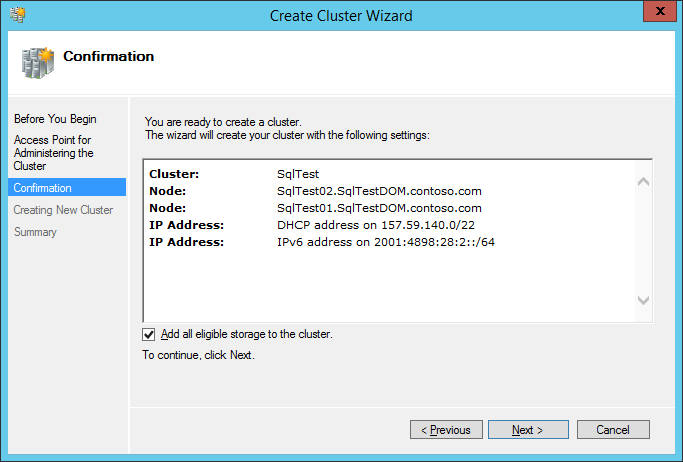 Create Cluster Wizard
Confirmation
Before You Begin
Access Point for
Administering the
Cluster
Confirmation
Creating New Cluster
Summary
You are ready to create a cluster.
The wizard will create your cluster with the following settings:
Cluster: SqlTest
Node: SqlTest02.SqlTestDOM.contoso.com
Node: SqlTest01.SqlTestDOM.contoso.com
IP Address: DHCP address on 157.59.140.0/22
IP Address: IPv6 address on 2001:4898:28:2::/64
Add all eligible storage to the cluster.
To continue, click Next.
< Previous Next > Cancel